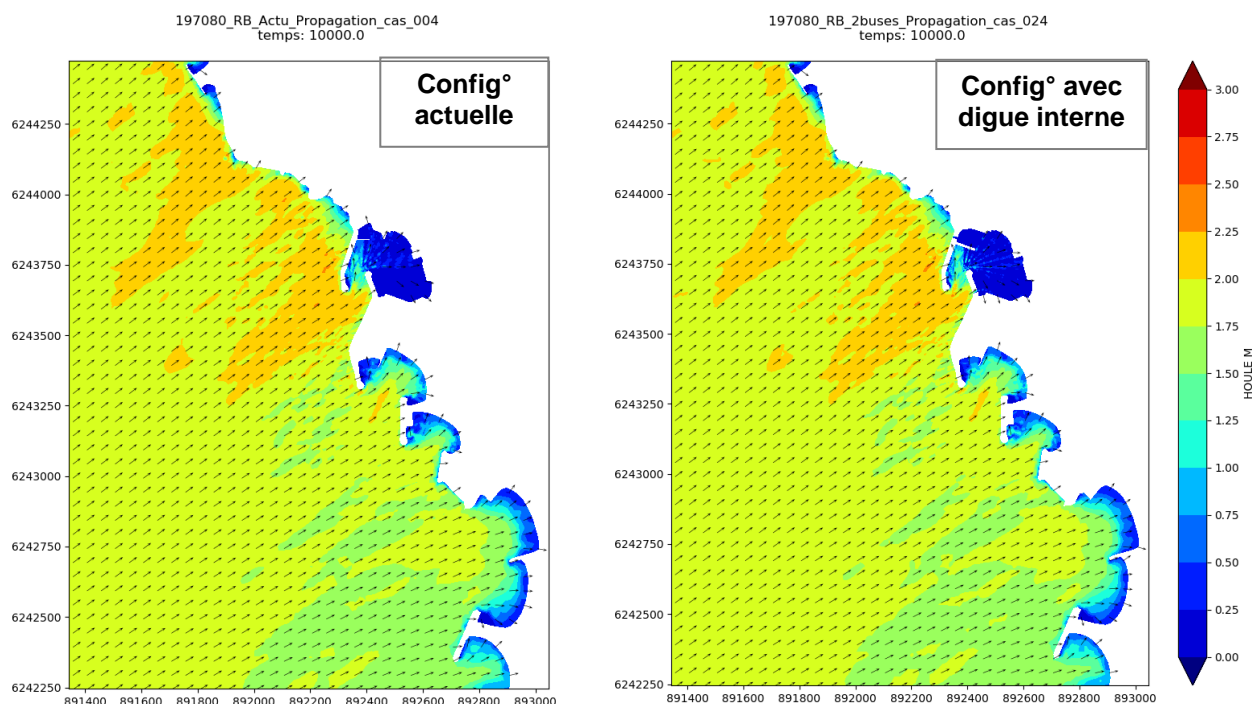 197080_RB_Actu_Propagation_cas_004
temps: 10000.0
Config°
actuelle
6244250
6244000
6243750
6243500
6243250
6243000
6242750
6242500
6242250
891400 891600 891800 892000 892200 892400 892600 892800 893000
197080_RB_2buses_Propagation_cas_024
temps: 10000.0
Config° avec
digue interne
6244250
6244000
6243750
6243500
6243250
6243000
6242750
6242500
6242250
891400 891600 891800 892000 892200 892400 892600 892800 893000
3.00
2.75
2.50
2.25
2.00
1.75
1.50
1.25
1.00
0.75
0.50
0.25
0.00
HOULE M